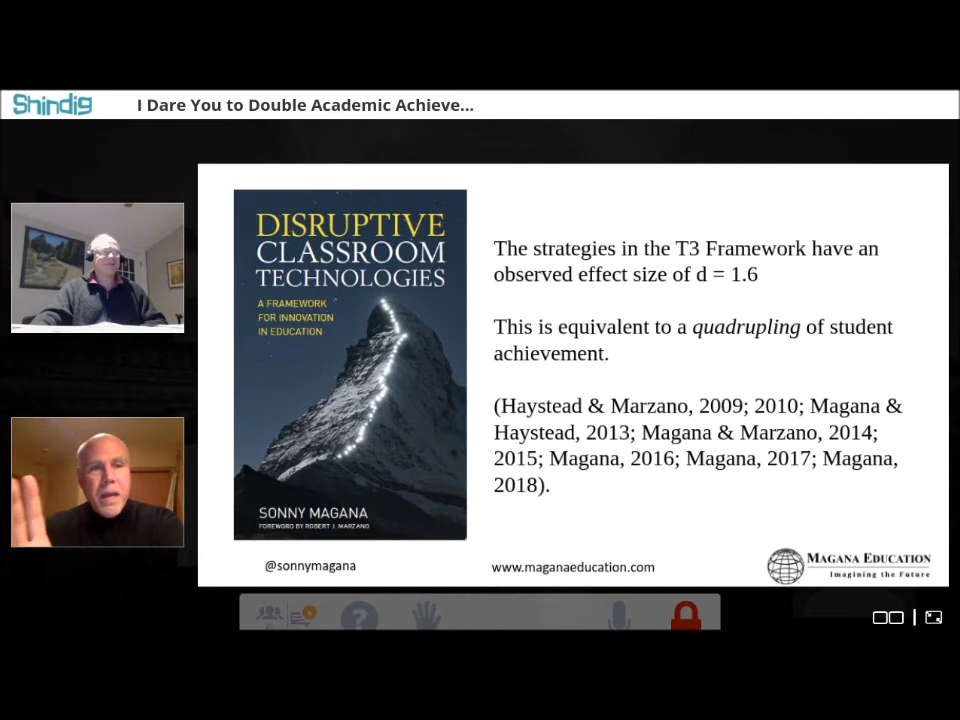 Shindig
I Dare You to Double Academic Achieve...
DISRUPTIVE
CLASSROOM
TECHNOLOGIES
A FRAMEWORK
FOR INNOVATION
IN EDUCATION
SONNY MAGANA
FOREWORD BY ROBERT J. MARZANO
The strategies in the T3 Framework have an
observed effect size of d = 1.6
This is equivalent to a quadrupling of student
achievement.
(Haystead & Marzano, 2009; 2010; Magana &
Haystead, 2013; Magana & Marzano, 2014;
2015; Magana, 2016; Magana, 2017; Magana,
2018).
@sonnymagana
www.maganaeducation.com
MAGANA EDUCATION
Imagining the Future